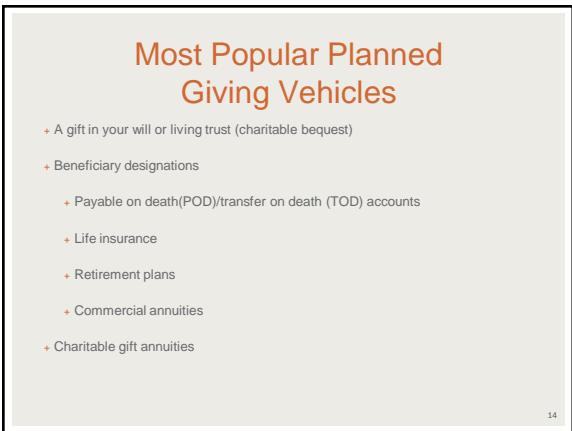 Most Popular Planned
Giving Vehicles
+ A gift in your will or living trust (charitable bequest)
+ Beneficiary designations
+ Payable on death(POD)/transfer on death (TOD) accounts
+ Life insurance
+ Retirement plans
+ Commercial annuities
+ Charitable gift annuities
14